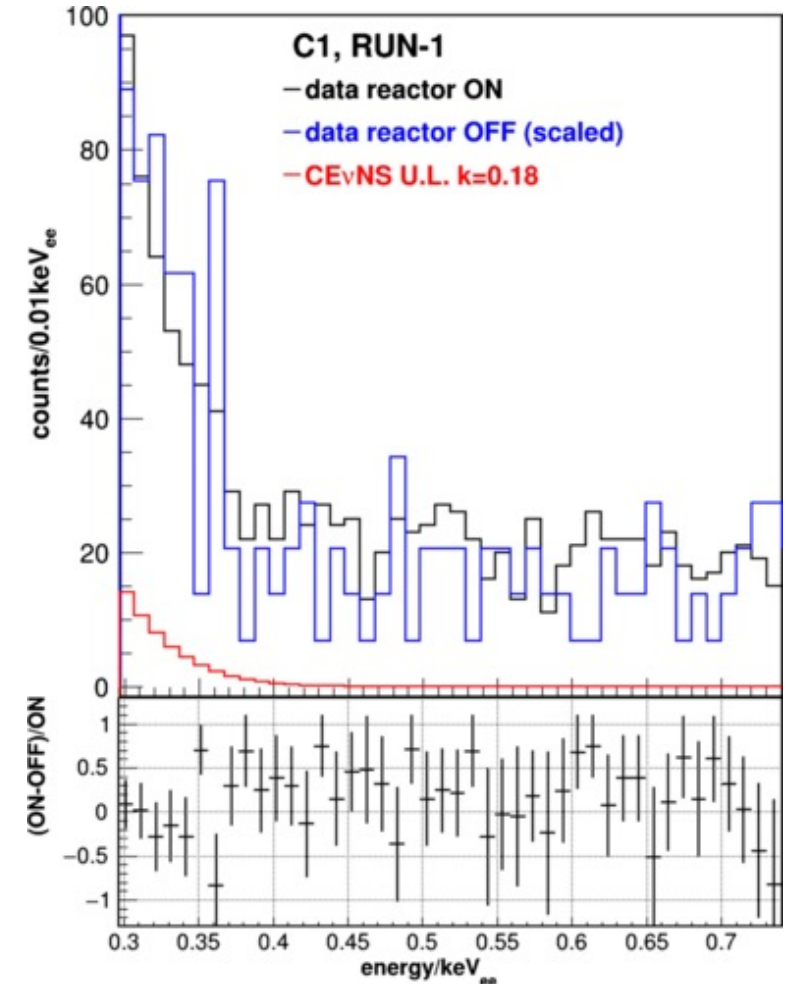 C1, RUN-1
data reactor ON
data reactor OFF (scaled)
CEνNS U.L. k=0.18
counts/0.01keVee
100
80
60
40
20
0
(ON-OFF)/ON
1
0.5
0
−0.5
−1
0.3 0.35 0.4 0.45 0.5 0.55 0.6 0.65 0.7
energy/keVee